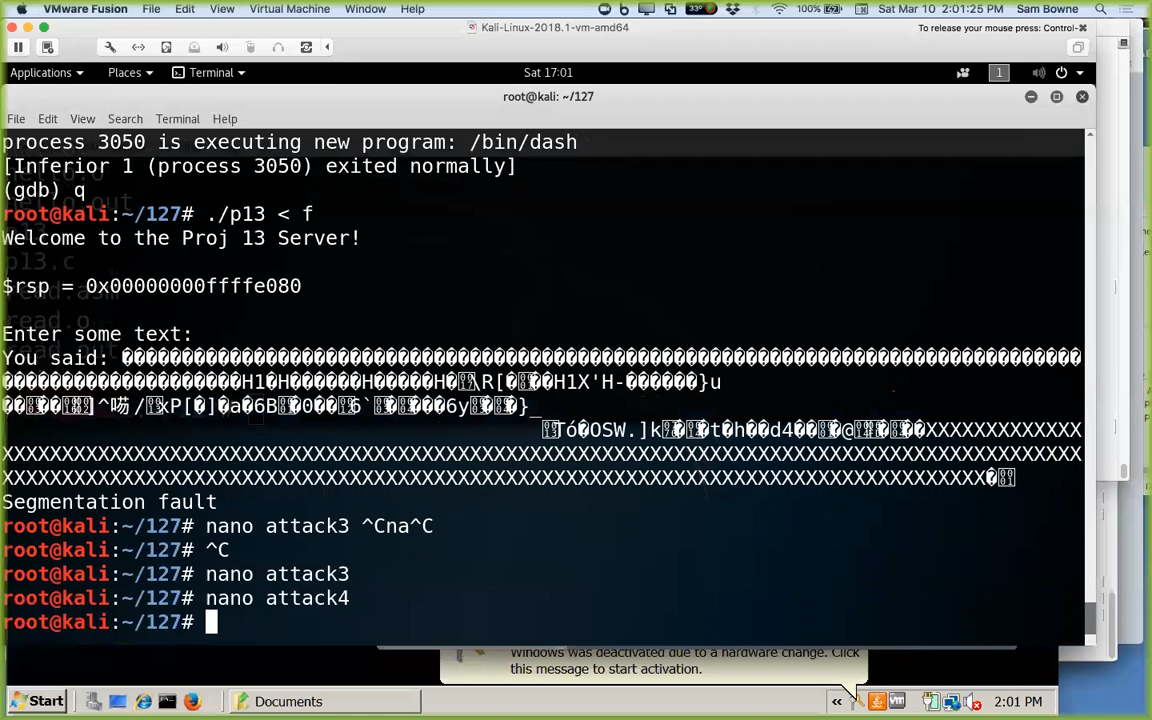 VMware Fusion File Edit View Virtual Machine Window Help 33° 100% Sat Mar 10 2:01:25 PM Sam Bowne
Kali-Linux-2018.1-vm-amd64 To release your mouse press: Control-⌘
Applications Places Terminal Sat 17:01 1
root@kali: ~/127
File Edit View Search Terminal Help
process 3050 is executing new program: /bin/dash
[Inferior 1 (process 3050) exited normally]
(gdb) q
root@kali:~/127# ./p13 < f
Welcome to the Proj 13 Server!
p13.c
$rsp = 0x00000000ffffe080
Enter some text:
You said:
Segmentation fault
root@kali:~/127# nano attack3 ^Cna^C
root@kali:~/127# ^C
root@kali:~/127# nano attack3
root@kali:~/127# nano attack4
root@kali:~/127#
Windows was deactivated due to a hardware change. Click
this message to start activation.
Start Documents « 2:01 PM